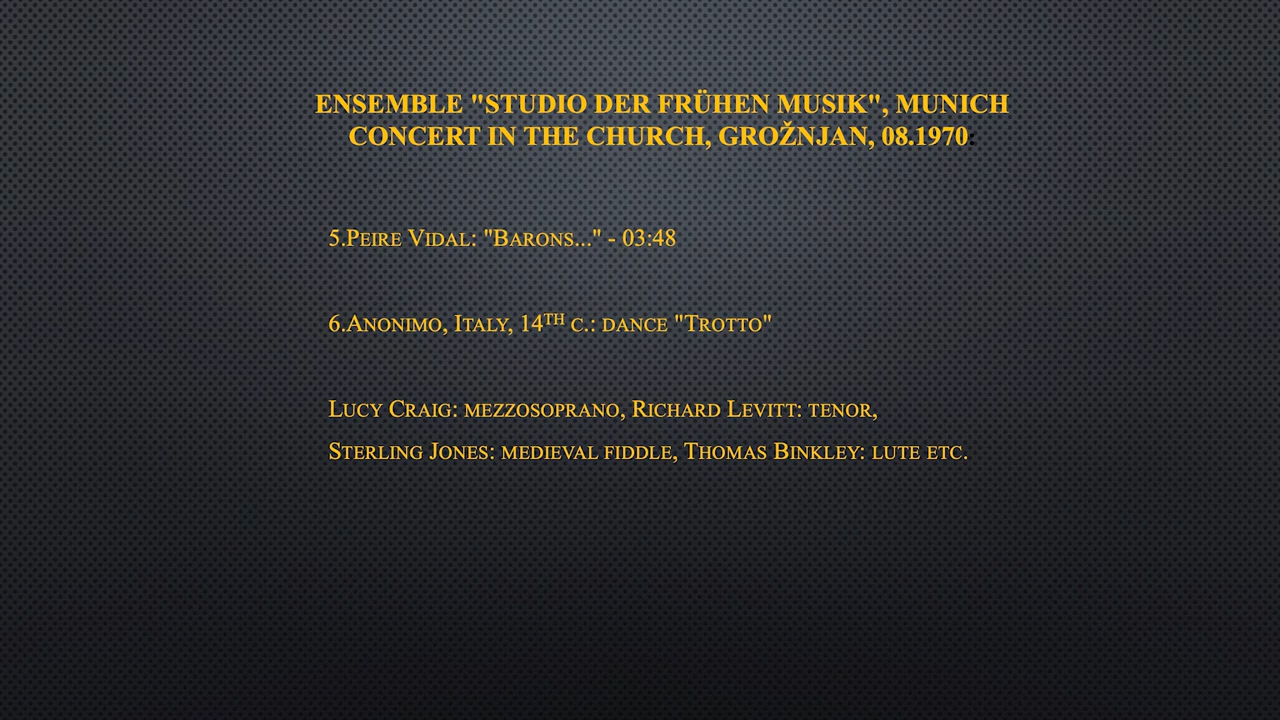 ENSEMBLE "STUDIO DER FRÜHEN MUSIK", MUNICH
CONCERT IN THE CHURCH, GROŽNJAN, 08.1970:
5.Peire Vidal: "Barons..." - 03:48
6.Anonimo, Italy, 14TH c.: dance "Trotto"
Lucy Craig: mezzosoprano, Richard Levitt: tenor,
Sterling Jones: medieval fiddle, Thomas Binkley: lute etc.